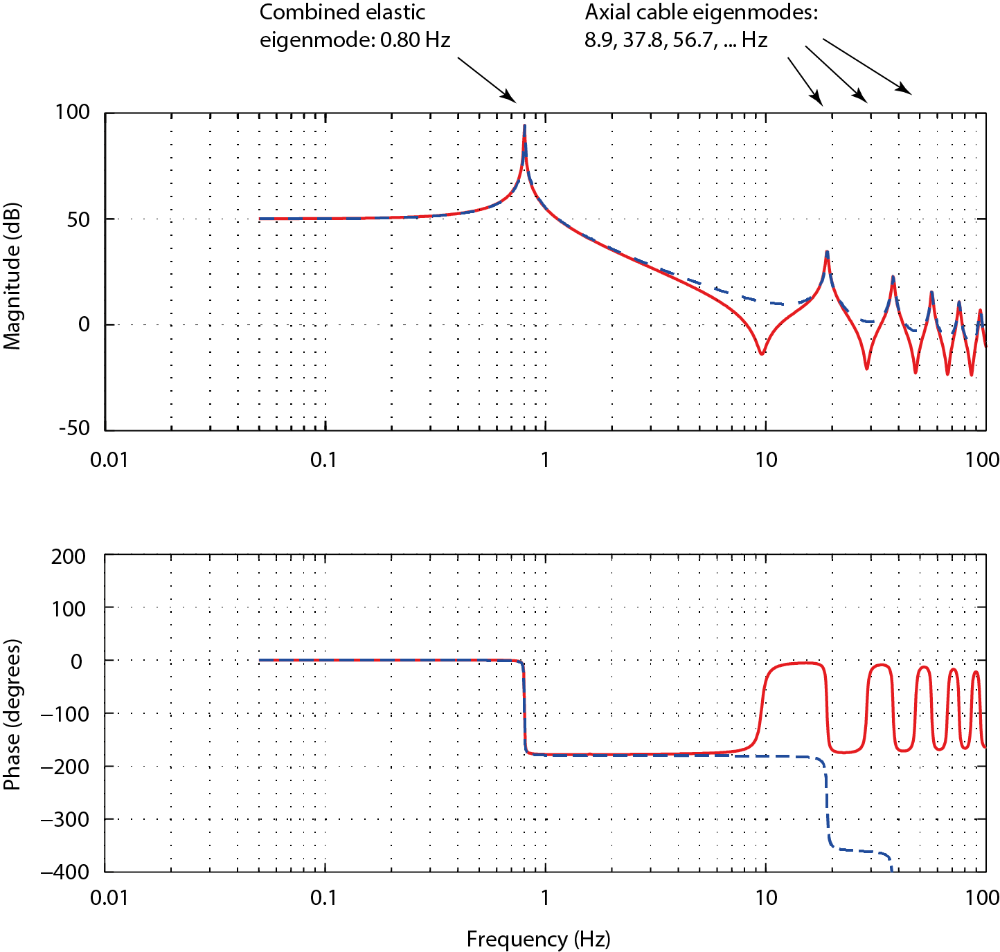 Combined elastic
eigenmode: 0.80 Hz
Axial cable eigenmodes:
8.9, 37.8, 56.7, ... Hz
Magnitude (dB)
100
50
0
-50
0.01 0.1 1 10 100
Phase (degrees)
200
100
0
−100
−200
−300
−400
0.01 0.1 1 10 100
Frequency (Hz)